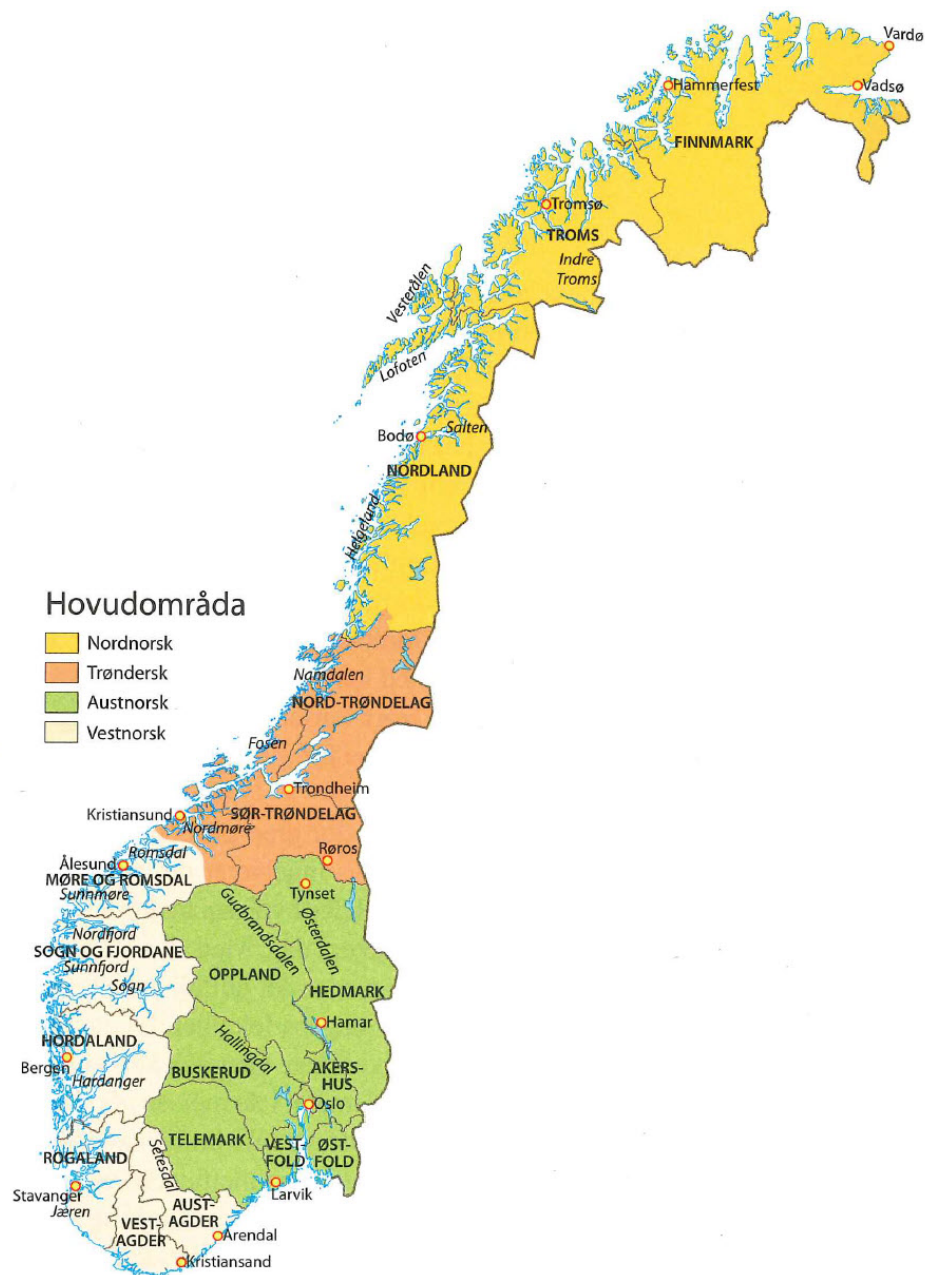 Vardø
Hammerfest
Vadsø
FINNMARK
Tromsø
TROMS
Indre
Troms
Vesterålen
Lofoten
Salten
Bodø
NORDLAND
Helgeland
Hovudområda
Nordnorsk
Trøndersk
Austnorsk
Vestnorsk
Namdalen
NORD-TRØNDELAG
Fosen
Trondheim
Kristiansund
SØR-TRØNDELAG
Nordmøre
Romsdal
Røros
Ålesund
MØRE OG ROMSDAL
Sunnmøre
Tynset
Gudbrandsdalen
Østerdalen
Nordfjord
SOGN OG FJORDANE
Sunnfjord
Sogn
OPPLAND
HEDMARK
Hamar
HORDALAND
Hallingdal
Bergen
BUSKERUD
AKERS-
HUS
Hardanger
Oslo
TELEMARK
VEST-
FOLD
ØST-
FOLD
ROGALAND
Setesdal
Stavanger
Larvik
Jæren
AUST-
AGDER
VEST-
AGDER
Arendal
Kristiansand